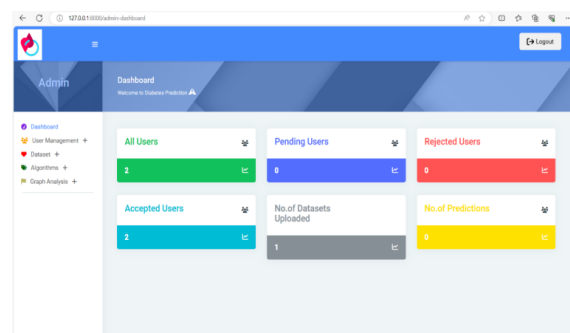 127.0.0.1:8000/admin-dashboard
Logout
Admin
Dashboard
Welcome to Diabetes Prediction
Dashboard
User Management +
Dataset +
Algorithms +
Graph Analysis +
All Users
2
Pending Users
0
Rejected Users
0
Accepted Users
2
No.of Datasets
Uploaded
1
No.of Predictions
0